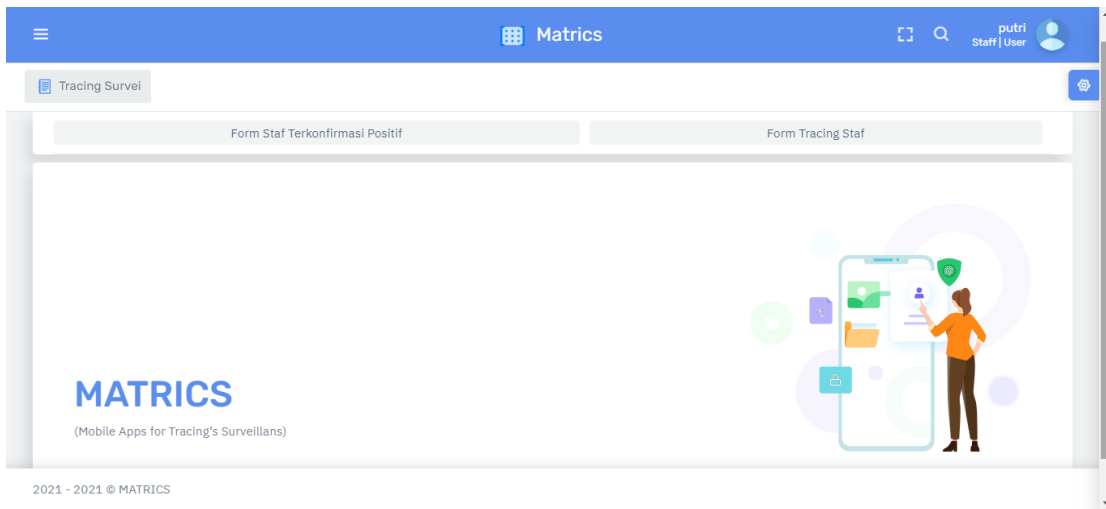 Matrics
putri
Staff | User
Tracing Survei
Form Staf Terkonfirmasi Positif
Form Tracing Staf
MATRICS
(Mobile Apps for Tracing's Surveillans)
2021 - 2021 © MATRICS